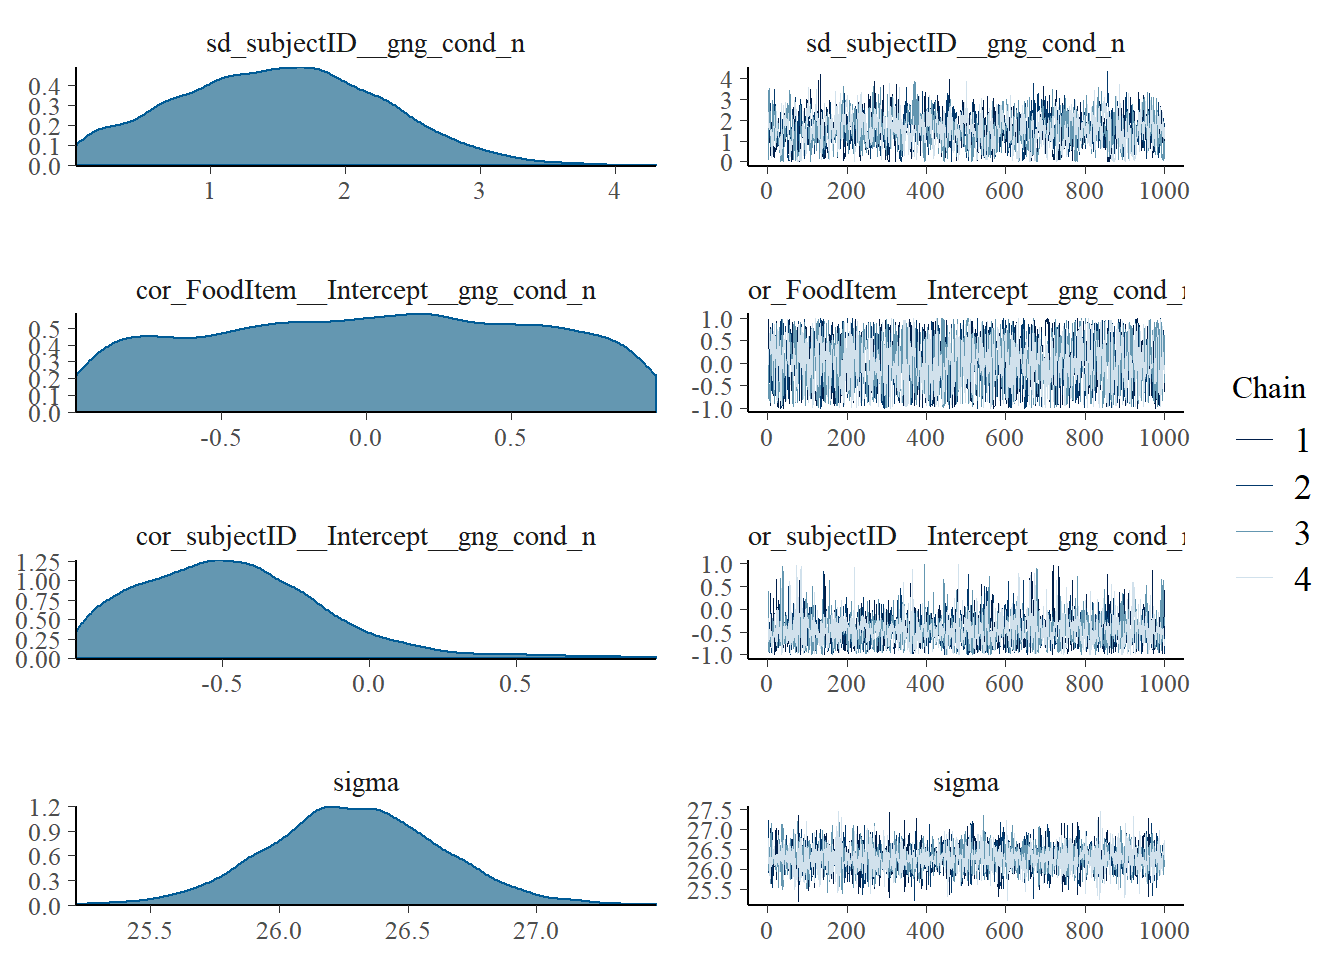 sd_subjectID__gng_cond_n
sd_subjectID__gng_cond_n
0.4
0.3
0.2
0.1
0.0
1 2 3 4
4
3
2
1
0
0 200 400 600 800 1000
cor_FoodItem__Intercept__gng_cond_n
or_FoodItem__Intercept__gng_cond_
0.5
0.4
0.3
0.2
0.1
0.0
-0.5 0.0 0.5
1.0
0.5
0.0
-0.5
-1.0
0 200 400 600 800 1000
Chain
1
2
3
4
cor_subjectID__Intercept__gng_cond_n
or_subjectID__Intercept__gng_cond_
1.25
1.00
0.75
0.50
0.25
0.00
-0.5 0.0 0.5
1.0
0.5
0.0
-0.5
-1.0
0 200 400 600 800 1000
sigma
sigma
1.2
0.9
0.6
0.3
0.0
25.5 26.0 26.5 27.0
27.5
27.0
26.5
26.0
25.5
0 200 400 600 800 1000